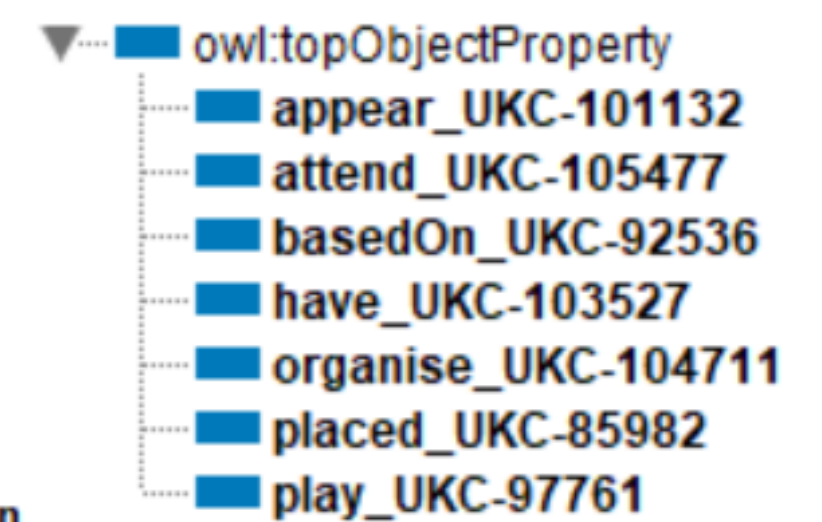 owl:topObjectProperty
appear_UKC-101132
attend_UKC-105477
basedOn_UKC-92536
have_UKC-103527
organise_UKC-104711
placed_UKC-85982
play_UKC-97761